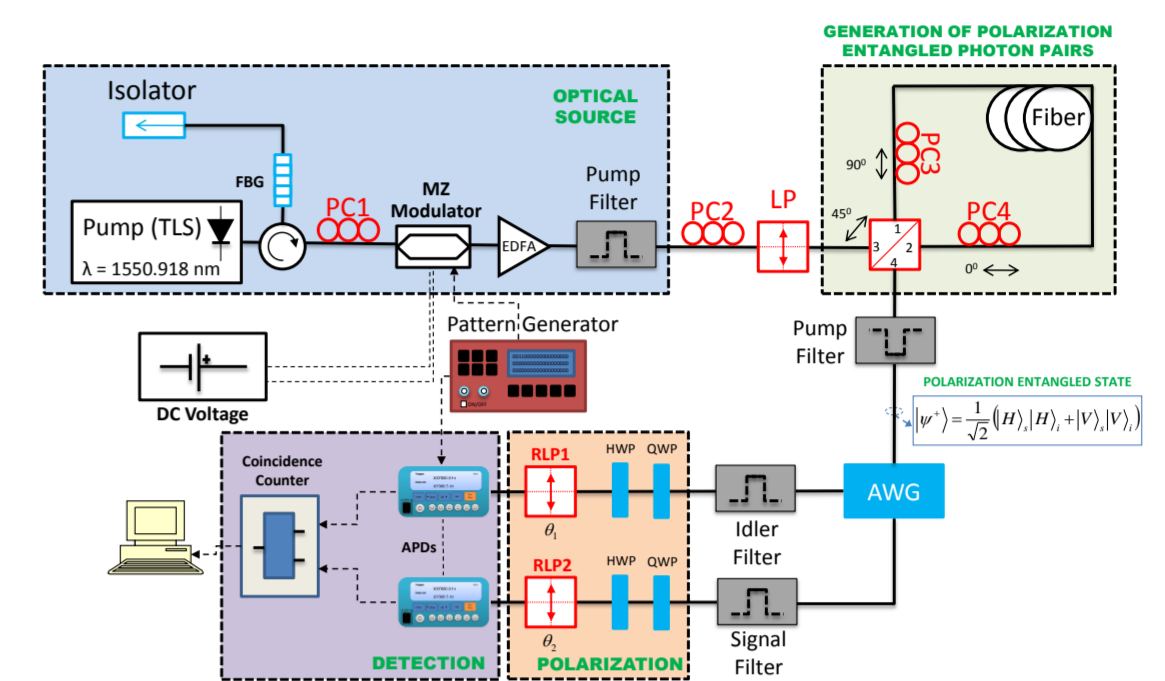 GENERATION OF POLARIZATION
ENTANGLED PHOTON PAIRS
Isolator
OPTICAL
SOURCE
Fiber
FBG
PC3
90⁰
Pump (TLS)
λ = 1550.918 nm
PC1
MZ
Modulator
EDFA
Pump
Filter
PC2
LP
45⁰
1
2
3
4
PC4
0⁰
Pattern Generator
ON/OFF
DC Voltage
Pump
Filter
POLARIZATION ENTANGLED STATE
|ψ⁺⟩ = 1/√2 (|H⟩ₛ|H⟩ᵢ + |V⟩ₛ|V⟩ᵢ)
Coincidence
Counter
RLP1
HWP
QWP
AWG
θ₁
Idler
Filter
APDs
RLP2
HWP
QWP
θ₂
Signal
Filter
DETECTION
POLARIZATION